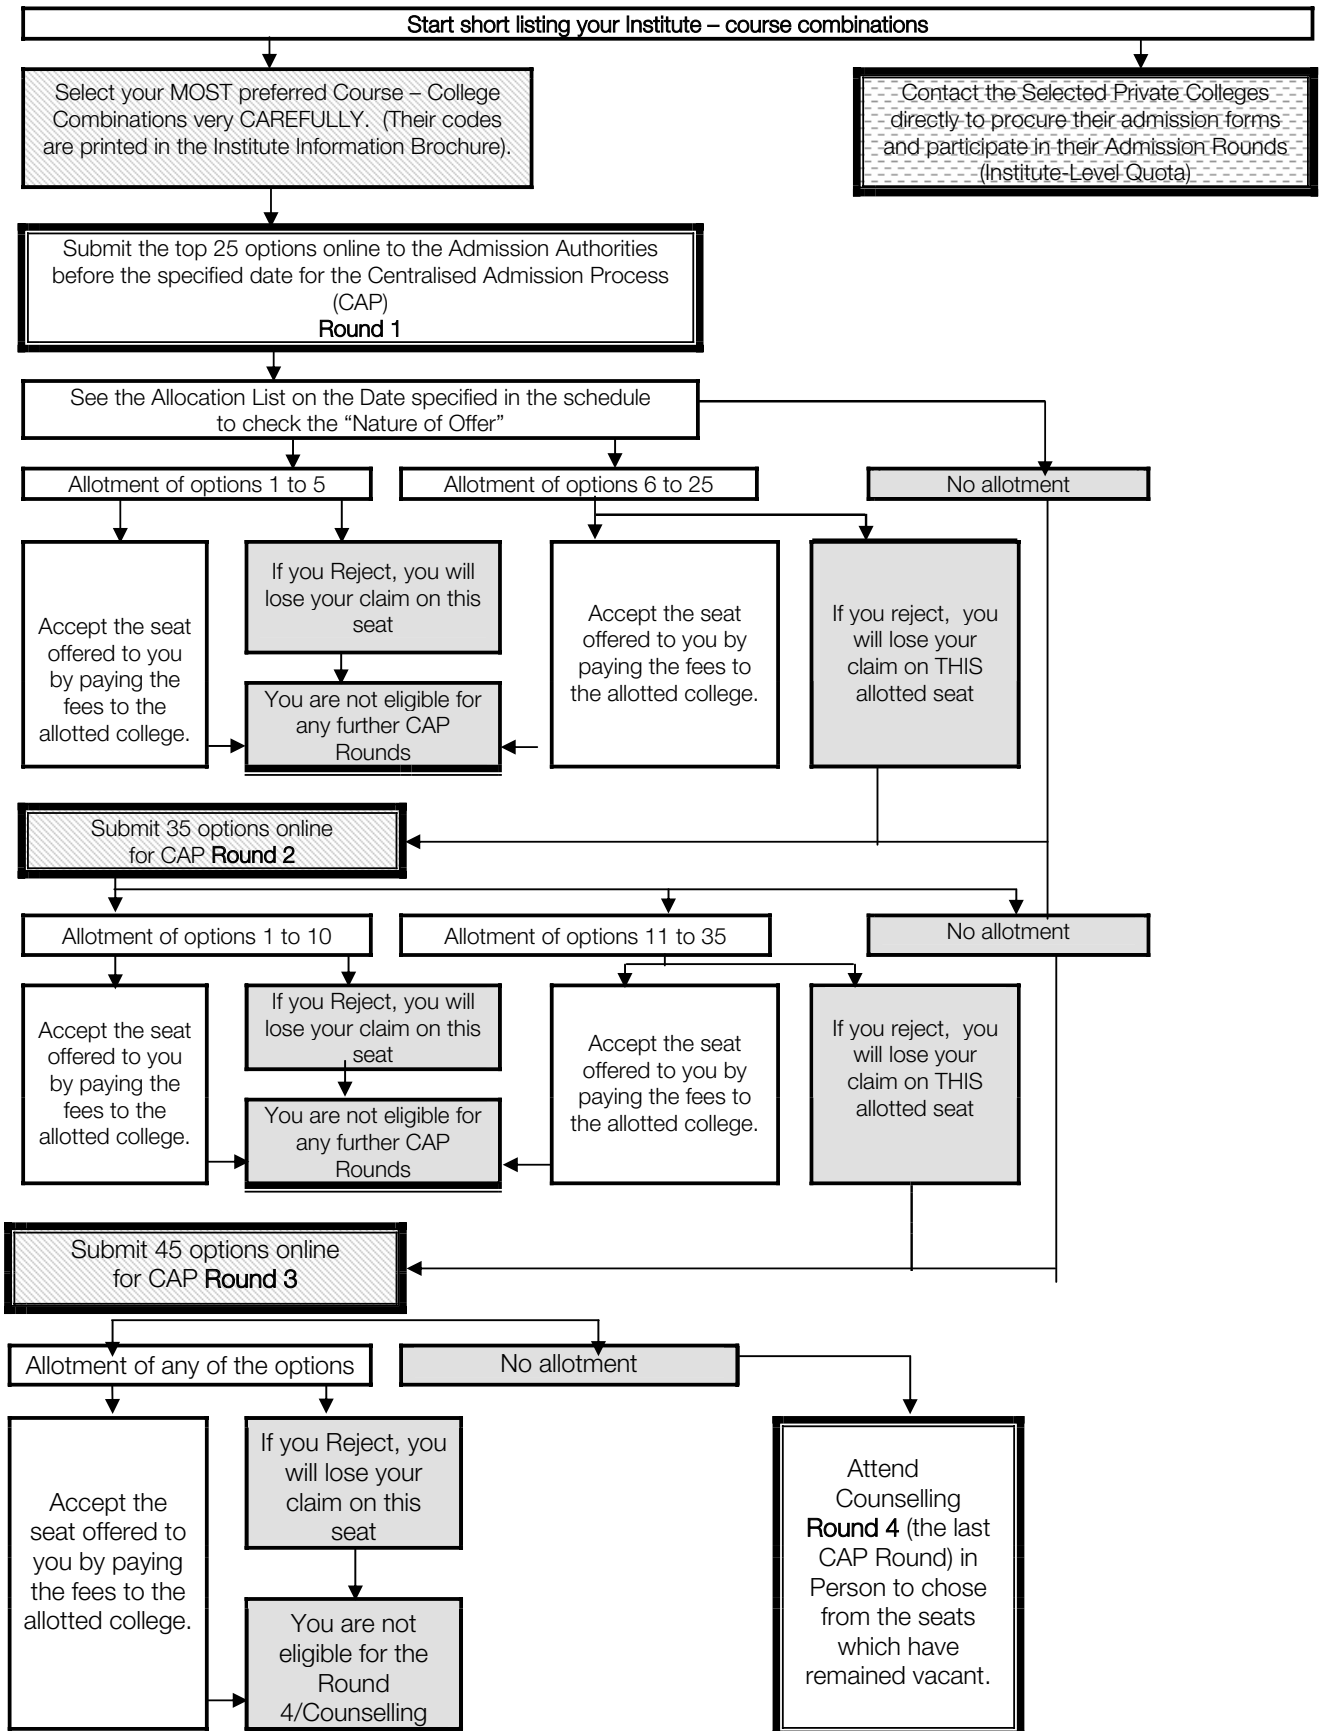 Start short listing your Institute – course combinations
Select your MOST preferred Course – College
Combinations very CAREFULLY. (Their codes
are printed in the Institute Information Brochure).
Contact the Selected Private Colleges
directly to procure their admission forms
and participate in their Admission Rounds
(Institute-Level Quota)
Submit the top 25 options online to the Admission Authorities
before the specified date for the Centralised Admission Process
(CAP)
Round 1
See the Allocation List on the Date specified in the schedule
to check the “Nature of Offer”
Allotment of options 1 to 5
Allotment of options 6 to 25
No allotment
Accept the seat
offered to you
by paying the
fees to the
allotted college.
If you Reject, you will
lose your claim on this
seat
You are not eligible for
any further CAP
Rounds
Accept the seat
offered to you by
paying the fees to
the allotted college.
If you reject, you
will lose your
claim on THIS
allotted seat
Submit 35 options online
for CAP Round 2
Allotment of options 1 to 10
Allotment of options 11 to 35
No allotment
Accept the seat
offered to you
by paying the
fees to the
allotted college.
If you Reject, you will
lose your claim on this
seat
You are not eligible for
any further CAP
Rounds
Accept the seat
offered to you by
paying the fees to
the allotted college.
If you reject, you
will lose your
claim on THIS
allotted seat
Submit 45 options online
for CAP Round 3
Allotment of any of the options
No allotment
Accept the
seat offered to
you by paying
the fees to the
allotted college.
If you Reject, you
will lose your
claim on this
seat
You are not
eligible for the
Round
4/Counselling
Attend
Counselling
Round 4 (the last
CAP Round) in
Person to chose
from the seats
which have
remained vacant.